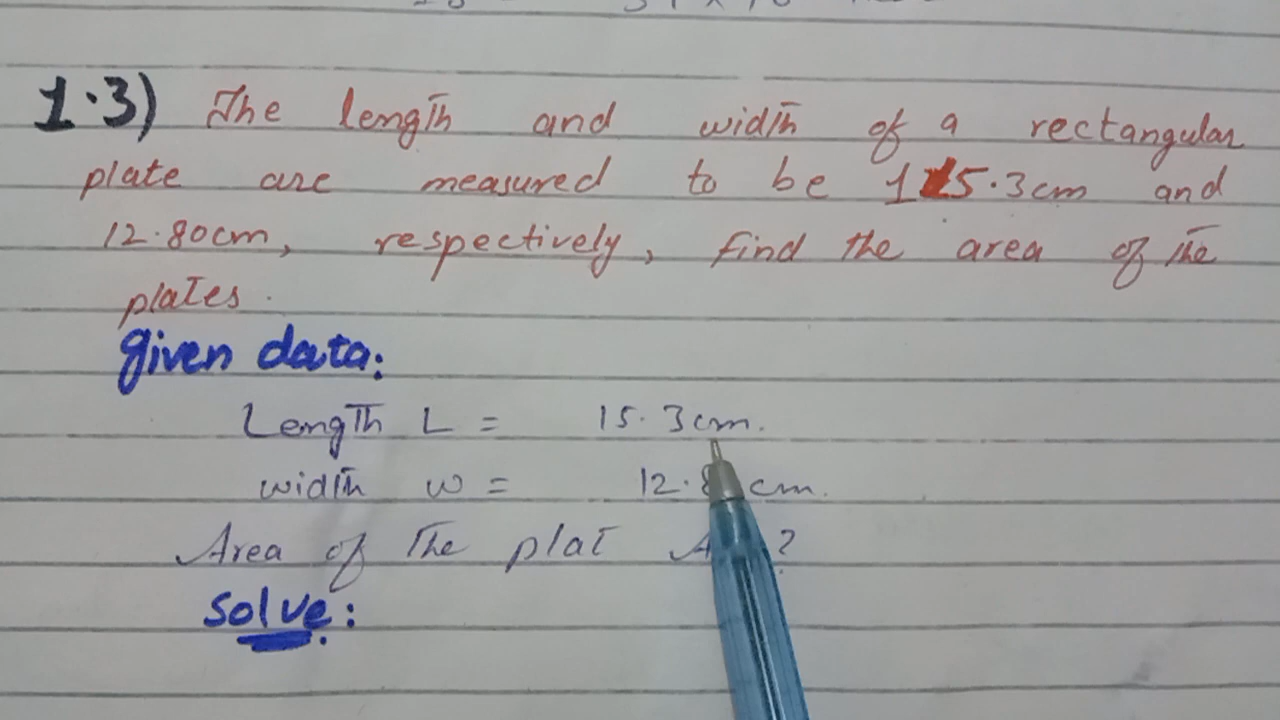 1.3) The length and width of a rectangular
plate are measured to be 15.3cm and
12.80cm, respectively, find the area of the
plates.
given data:
Length L = 15.3cm.
width w = 12.8 cm.
Area of The plat A ?
Solve: